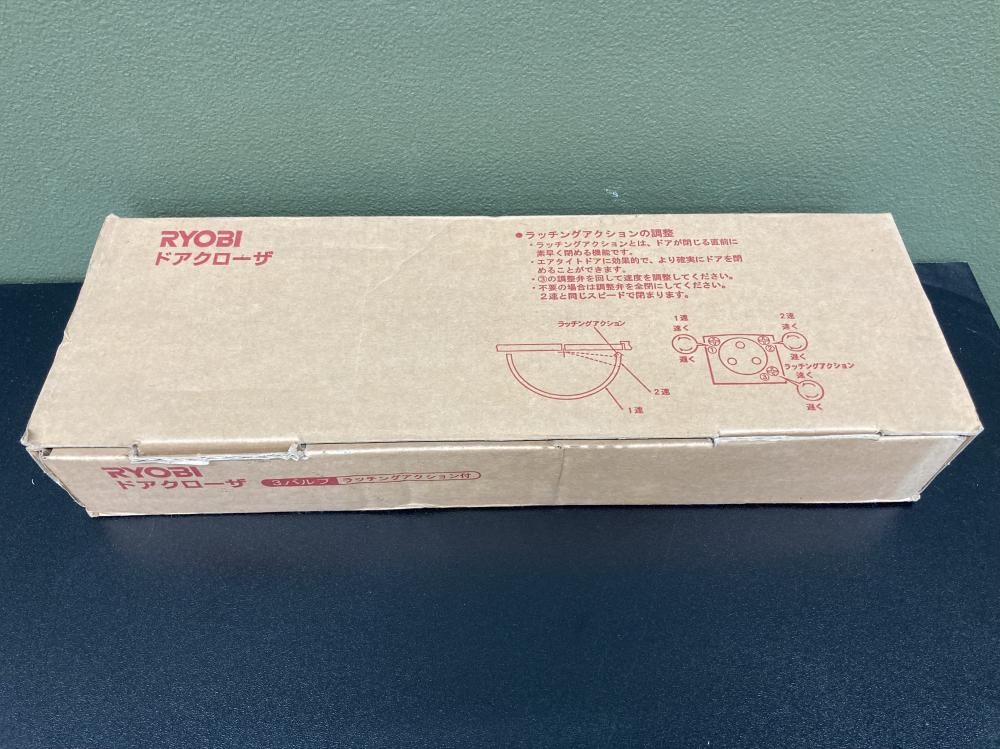 RYOBI
ドアクローザ
●ラッチングアクションの調整
・ラッチングアクションとは、ドアが閉じる直前に
素早く閉める機能です。
・エアタイトドアに効果的で、より確実にドアを閉
めることができます。
・③の調整弁を回して速度を調整してください。
・不要の場合は調整弁を全閉にしてください。
2速と同じスピードで閉まります。
ラッチングアクション
2速
1速
1速
速く
遅く
①
2速
速く
遅く
②
ラッチングアクション
速く
遅く
③
RYOBI
ドアクローザ
3バルブ
ラッチングアクション付